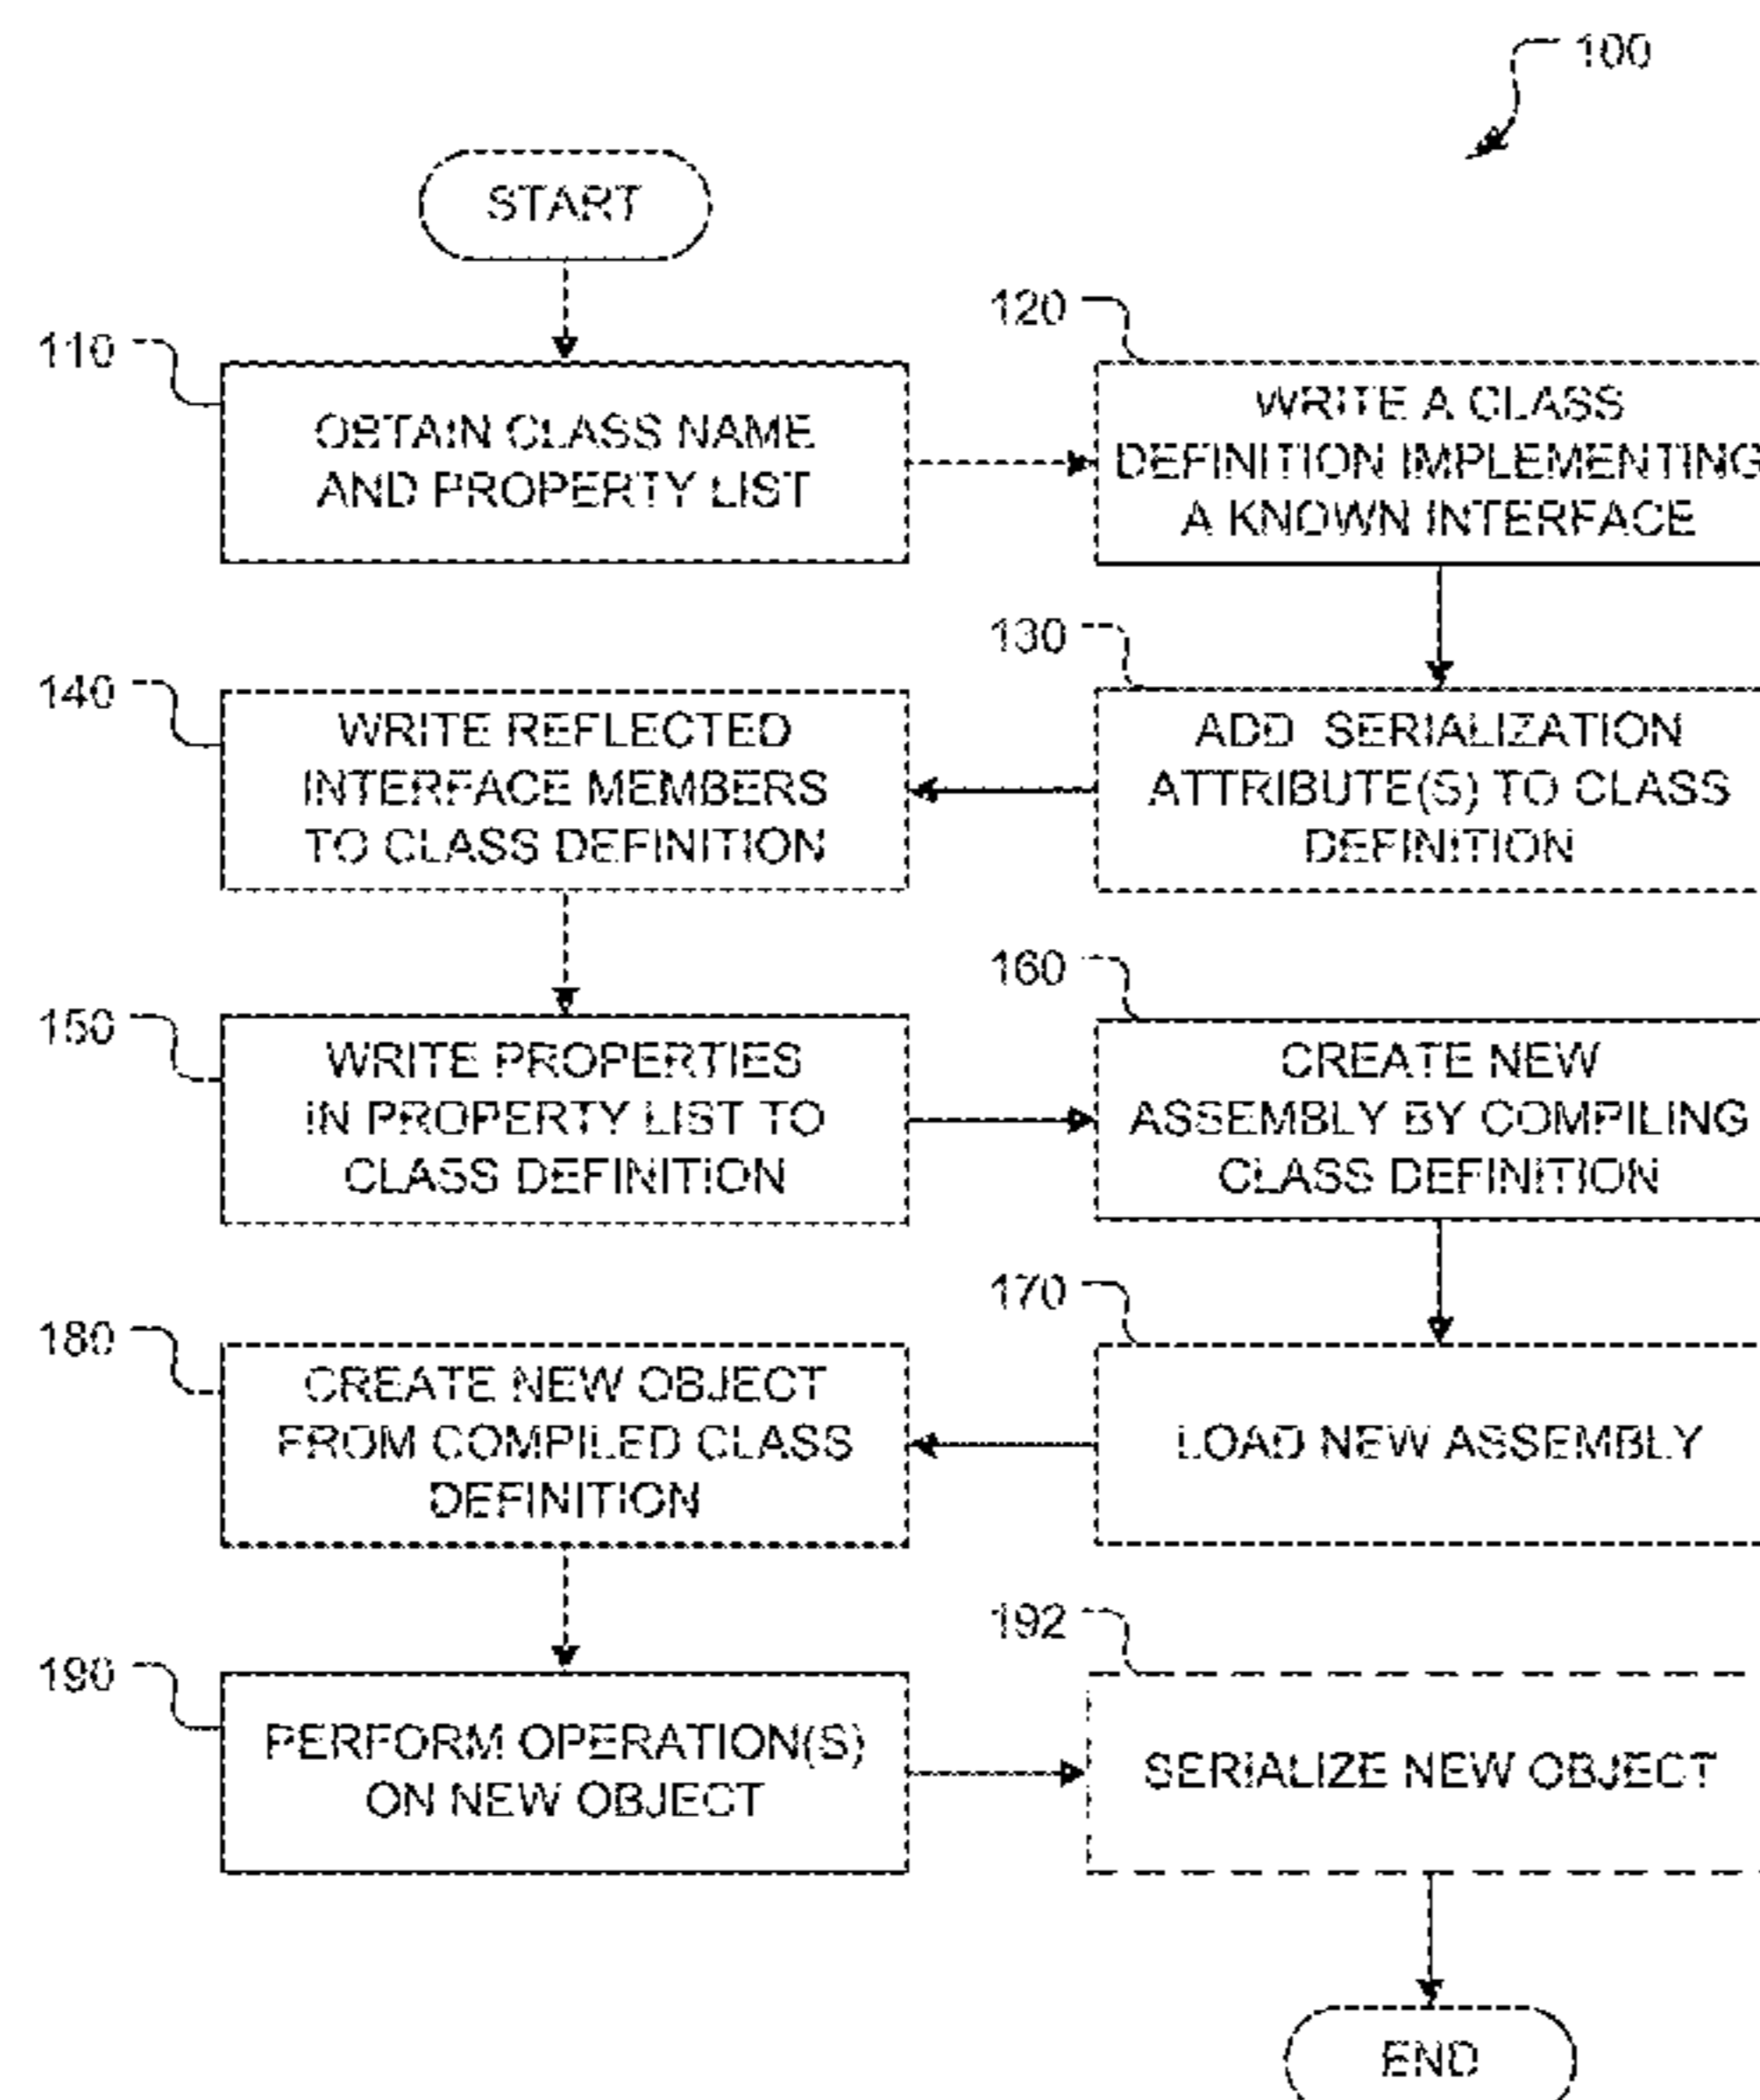 100
START
110
OBTAIN CLASS NAME
AND PROPERTY LIST
120
WRITE A CLASS
DEFINITION IMPLEMENTING
A KNOWN INTERFACE
130
ADD SERIALIZATION
ATTRIBUTE(S) TO CLASS
DEFINITION
140
WRITE REFLECTED
INTERFACE MEMBERS
TO CLASS DEFINITION
150
WRITE PROPERTIES
IN PROPERTY LIST TO
CLASS DEFINITION
160
CREATE NEW
ASSEMBLY BY COMPILING
CLASS DEFINITION
170
LOAD NEW ASSEMBLY
180
CREATE NEW OBJECT
FROM COMPILED CLASS
DEFINITION
190
PERFORM OPERATION(S)
ON NEW OBJECT
192
SERIALIZE NEW OBJECT
END